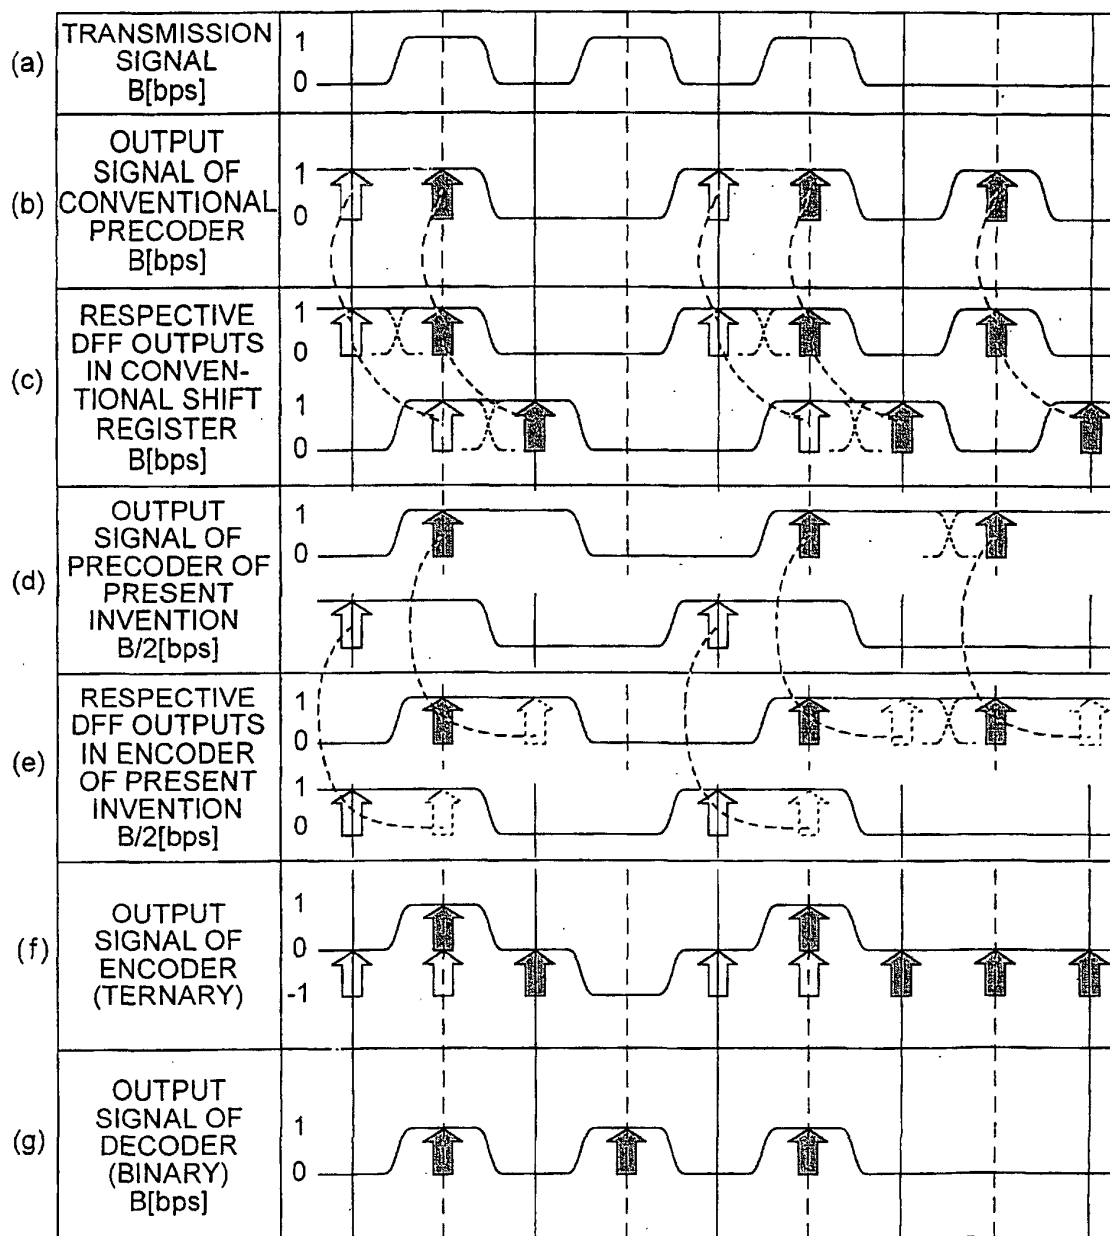 (a)
TRANSMISSION
SIGNAL
B[bps]
1
0
(b)
OUTPUT
SIGNAL OF
CONVENTIONAL
PRECODER
B[bps]
1
0
(c)
RESPECTIVE
DFF OUTPUTS
IN CONVEN-
TIONAL SHIFT
REGISTER
B[bps]
1
0
1
0
(d)
OUTPUT
SIGNAL OF
PRECODER OF
PRESENT
INVENTION
B/2[bps]
1
0
(e)
RESPECTIVE
DFF OUTPUTS
IN ENCODER
OF PRESENT
INVENTION
B/2[bps]
1
0
1
0
(f)
OUTPUT
SIGNAL OF
ENCODER
(TERNARY)
1
0
-1
(g)
OUTPUT
SIGNAL OF
DECODER
(BINARY)
B[bps]
1
0